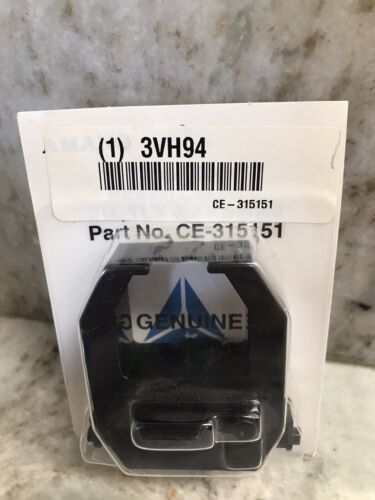 (1) 3VH94
CE-315151
Part No. CE-315151
GENUINE